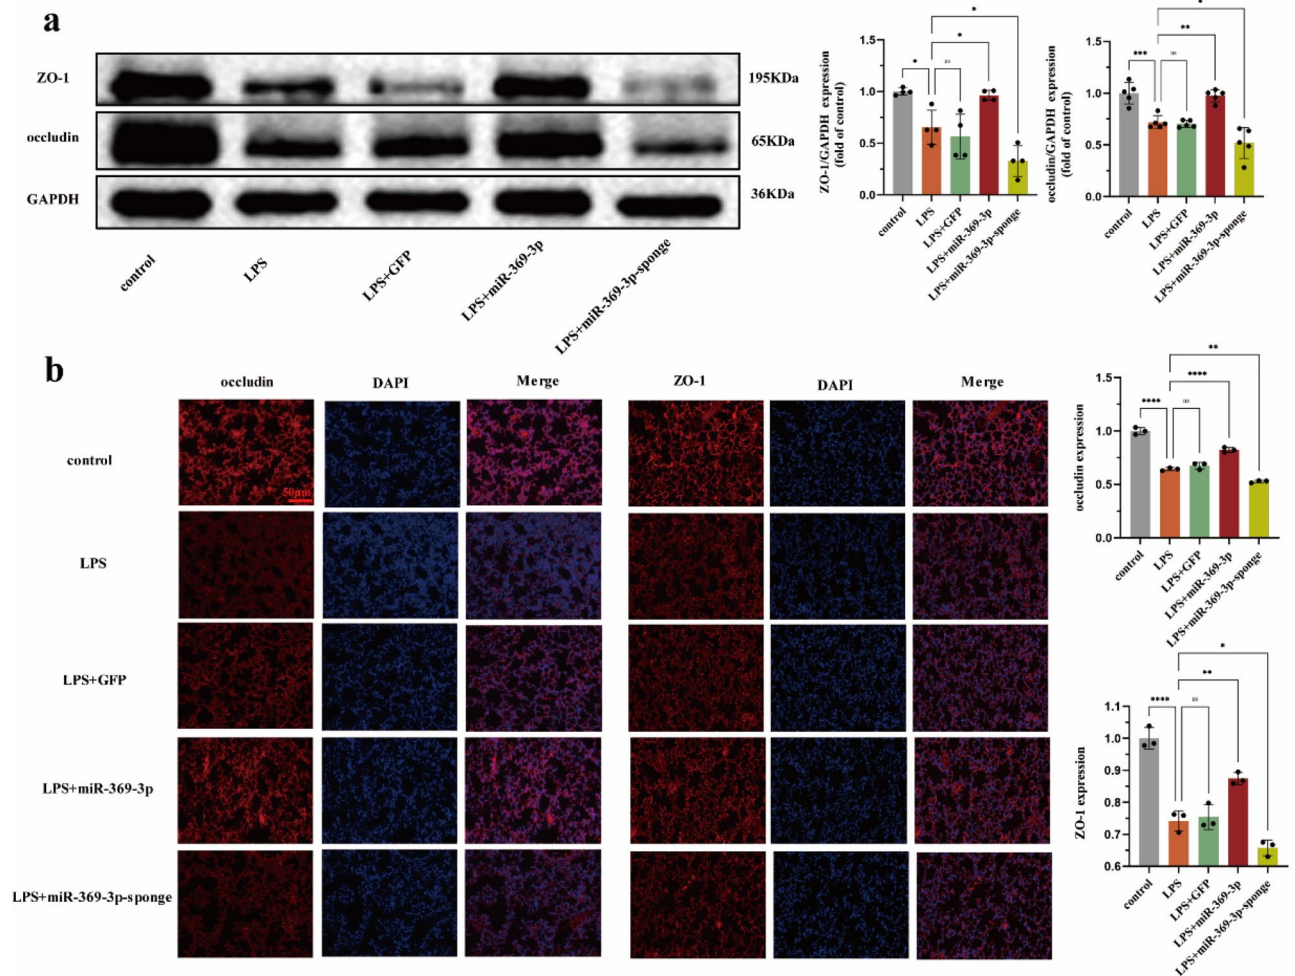 a
ZO-1
195KDa
occludin
65KDa
GAPDH
36KDa
control
LPS
LPS+GFP
LPS+miR-369-3p
LPS+miR-369-3p-sponge
ZO-1/GAPDH expression
(fold of control)
1.5
1.0
0.5
0.0
*
ns
*
*
control
LPS
LPS+GFP
LPS+miR-369-3p
LPS+miR-369-3p-sponge
occludin/GAPDH expression
(fold of control)
1.5
1.0
0.5
0.0
***
ns
**
*
control
LPS
LPS+GFP
LPS+miR-369-3p
LPS+miR-369-3p-sponge
b
occludin
DAPI
Merge
ZO-1
DAPI
Merge
control
50μm
LPS
LPS+GFP
LPS+miR-369-3p
LPS+miR-369-3p-sponge
occludin expression
1.5
1.0
0.5
0.0
****
ns
****
**
control
LPS
LPS+GFP
LPS+miR-369-3p
LPS+miR-369-3p-sponge
ZO-1 expression
1.1
1.0
0.9
0.8
0.7
0.6
****
ns
**
*
control
LPS
LPS+GFP
LPS+miR-369-3p
LPS+miR-369-3p-sponge